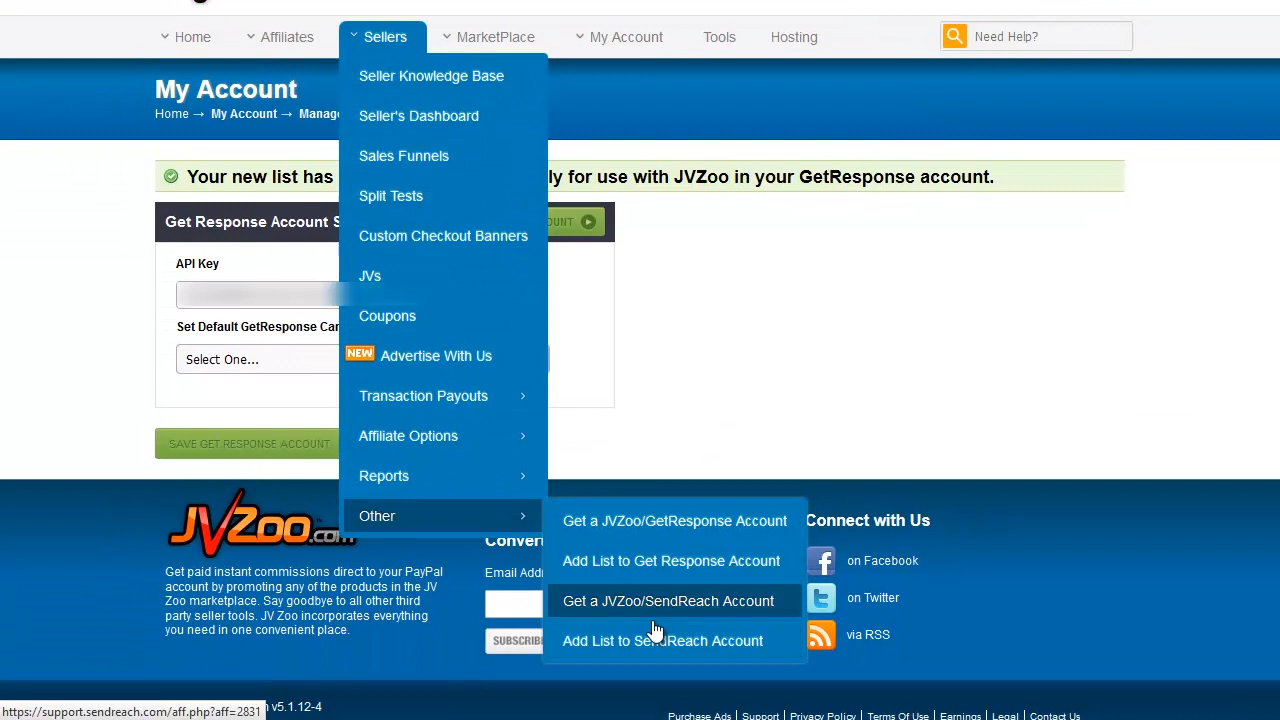 Home
Affiliates
Sellers
MarketPlace
My Account
Tools
Hosting
Need Help?
My Account
Home → My Account → Manag
Seller Knowledge Base
Seller's Dashboard
Sales Funnels
Split Tests
Custom Checkout Banners
JVs
Coupons
NEW Advertise With Us
Transaction Payouts
Affiliate Options
Reports
Other
Get a JVZoo/GetResponse Account
Add List to Get Response Account
Get a JVZoo/SendReach Account
Add List to SendReach Account
Your new list has ly for use with JVZoo in your GetResponse account.
Get Response Account S OUNT
API Key
Set Default GetResponse Car
Select One...
SAVE GET RESPONSE ACCOUNT
JVZoo.com
Get paid instant commissions direct to your PayPal
account by promoting any of the products in the JV
Zoo marketplace. Say goodbye to all other third
party seller tools. JV Zoo incorporates everything
you need in one convenient place.
Convert
Email Addr
SUBSCRIBE
Connect with Us
on Facebook
on Twitter
via RSS
v5.1.12-4
https://support.sendreach.com/aff.php?aff=2831
Purchase Ads | Support | Privacy Policy | Terms Of Use | Earnings | Legal | Contact Us